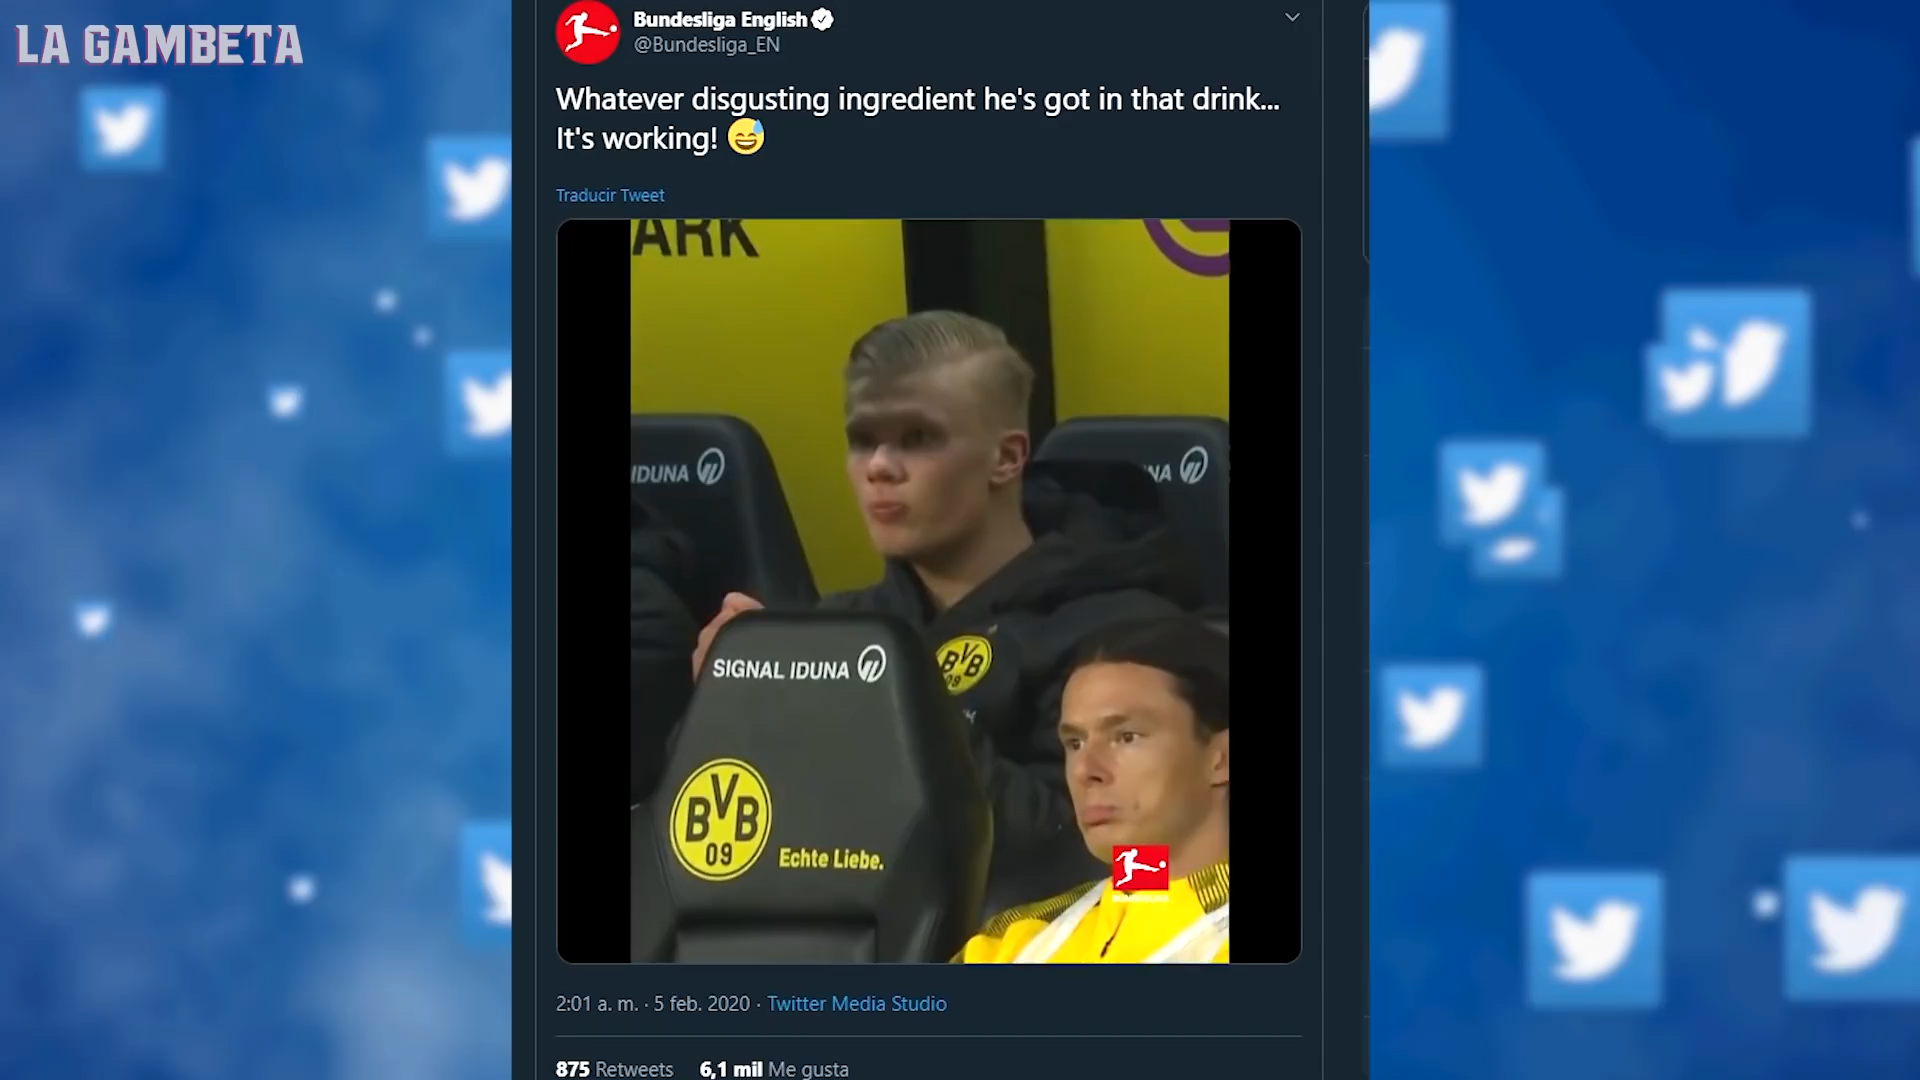 LA GAMBETA
Bundesliga English
@Bundesliga_EN
Whatever disgusting ingredient he's got in that drink...
It's working! 😅
Traducir Tweet
ARK
IDUNA
NA
SIGNAL IDUNA
BVB
09
BVB
09
Echte Liebe.
2:01 a. m. · 5 feb. 2020 · Twitter Media Studio
875 Retweets 6,1 mil Me gusta